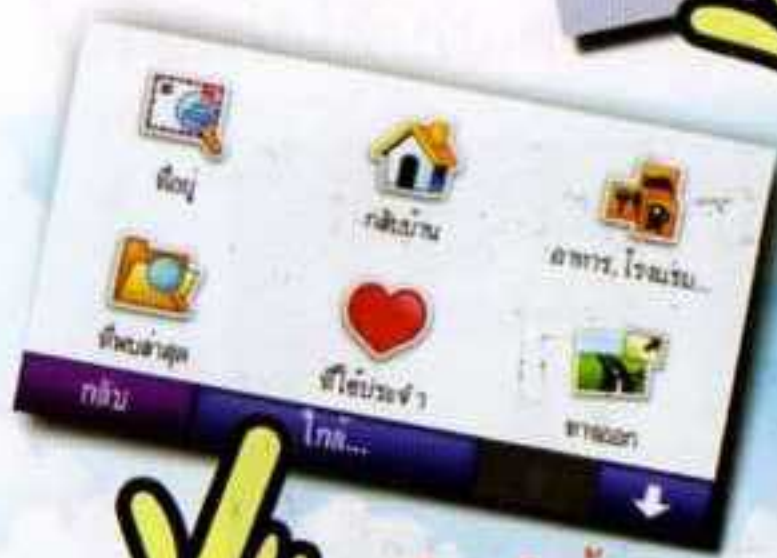 ที่อยู่
กลับบ้าน
อาหาร, โรงแรม...
ที่พบล่าสุด
ที่ใช้ประจำ
ทางออก
กลับ
ใกล้...